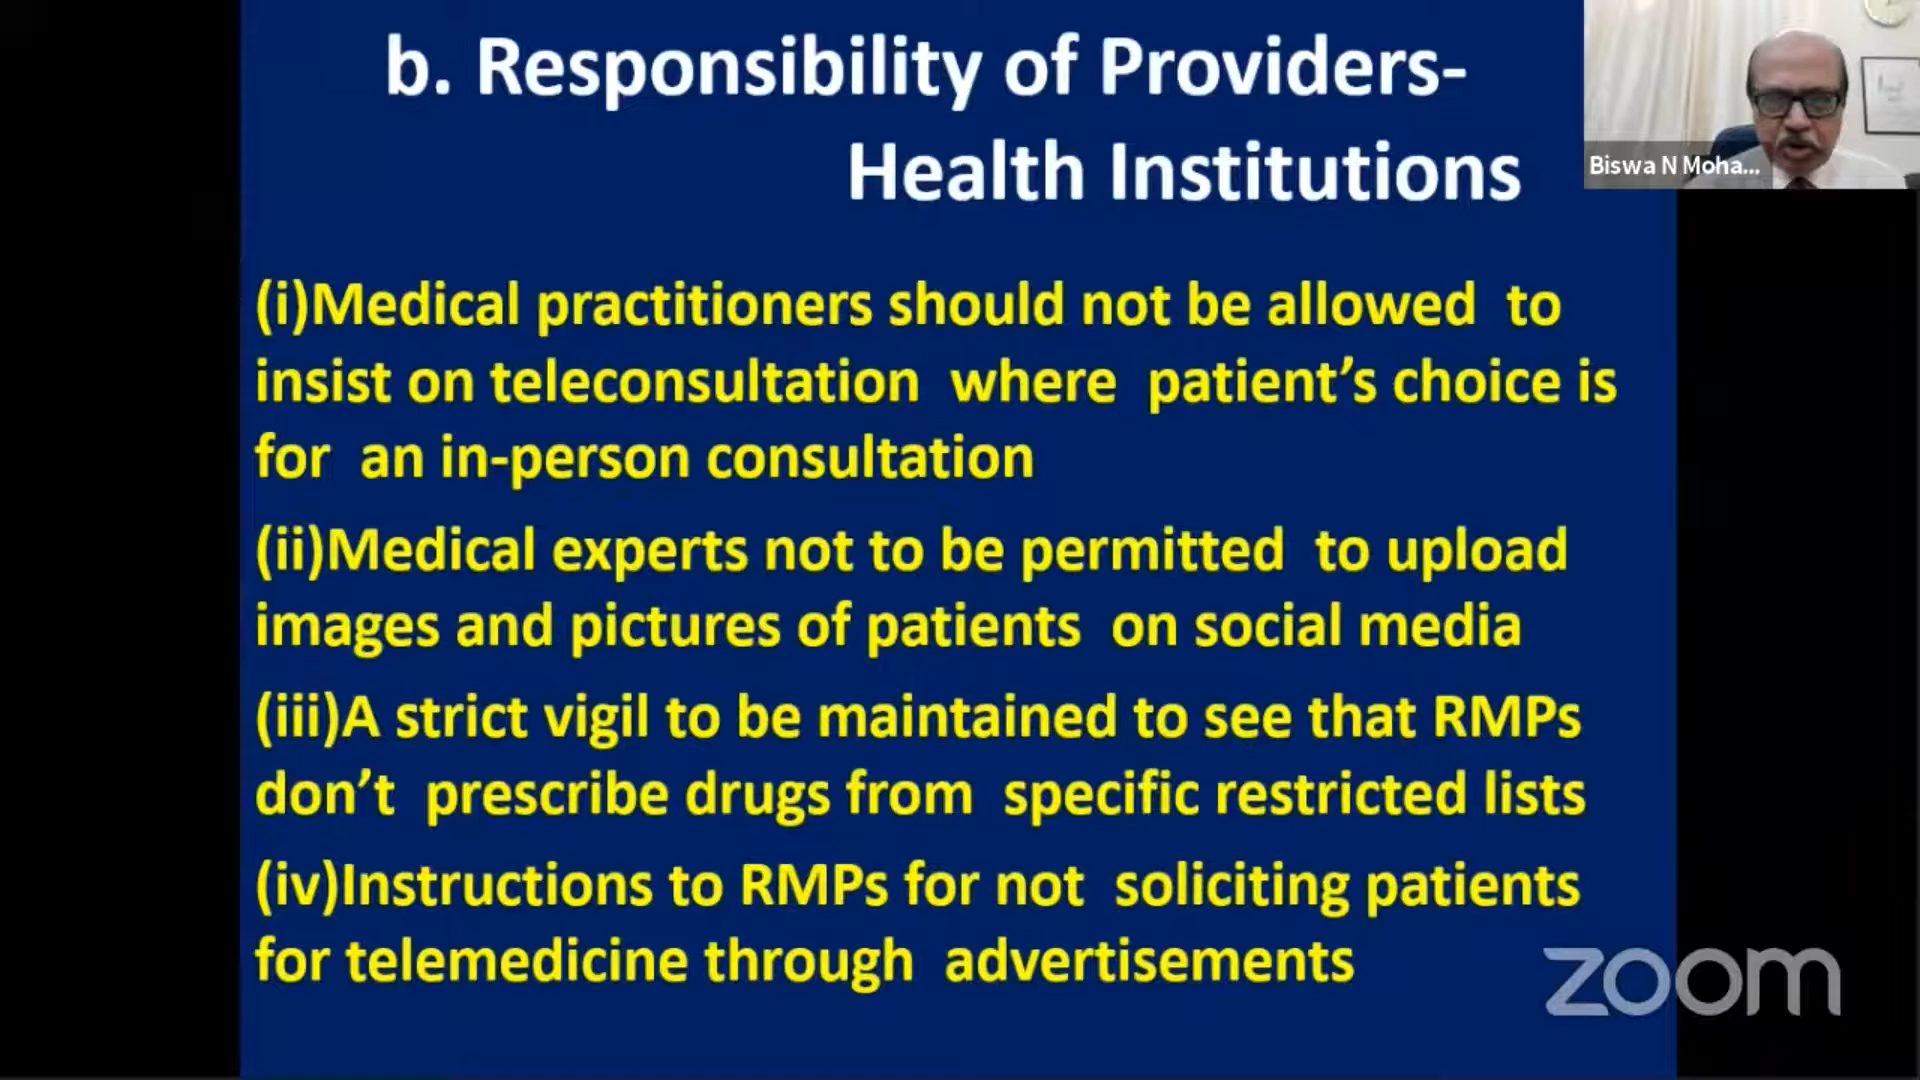 b. Responsibility of Providers-
Health Institutions
Biswa N Moha...
(i)Medical practitioners should not be allowed to
insist on teleconsultation where patient’s choice is
for an in-person consultation
(ii)Medical experts not to be permitted to upload
images and pictures of patients on social media
(iii)A strict vigil to be maintained to see that RMPs
don’t prescribe drugs from specific restricted lists
(iv)Instructions to RMPs for not soliciting patients
for telemedicine through advertisements
zoom